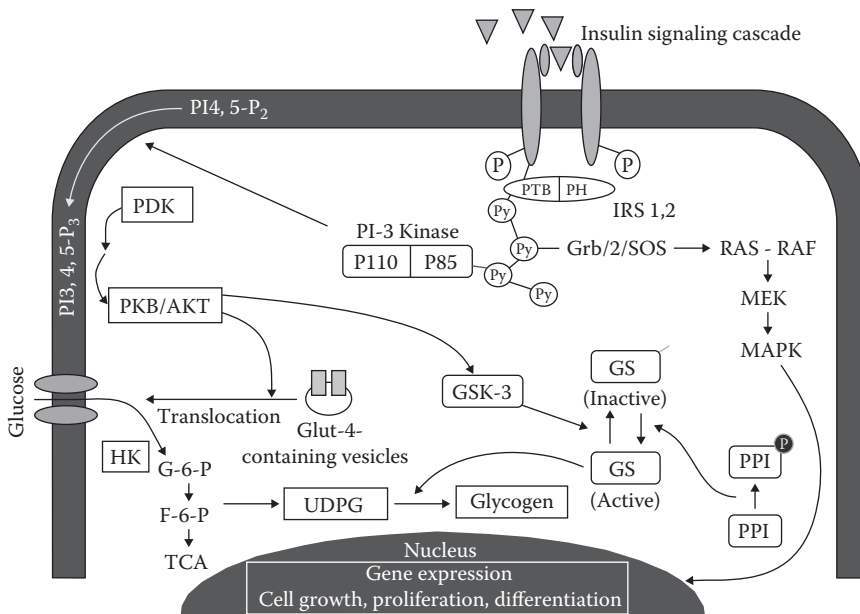 Insulin signaling cascade
PI4, 5-P2
PI3, 4, 5-P3
P
P
PTB PH
IRS 1,2
PDK
Py
PI-3 Kinase
P110 P85
Py
Grb/2/SOS
RAS - RAF
Py
Py
MEK
PKB/AKT
MAPK
GS
(Inactive)
GSK-3
Glucose
Translocation
Glut-4-
containing vesicles
HK
G-6-P
GS
(Active)
PPI
P
PPI
F-6-P
UDPG
Glycogen
TCA
Nucleus
Gene expression
Cell growth, proliferation, differentiation